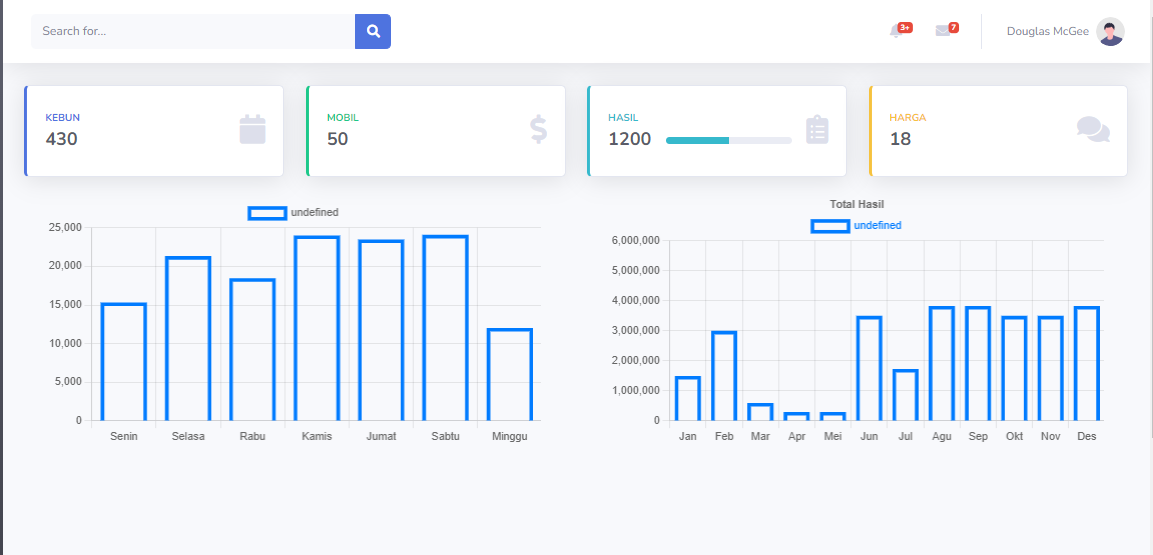 Search for...
3+
7
Douglas McGee
KEBUN
430
MOBIL
50
HASIL
1200
HARGA
18
undefined
25,000
20,000
15,000
10,000
5,000
0
Senin Selasa Rabu Kamis Jumat Sabtu Minggu
Total Hasil
undefined
6,000,000
5,000,000
4,000,000
3,000,000
2,000,000
1,000,000
0
Jan Feb Mar Apr Mei Jun Jul Agu Sep Okt Nov Des